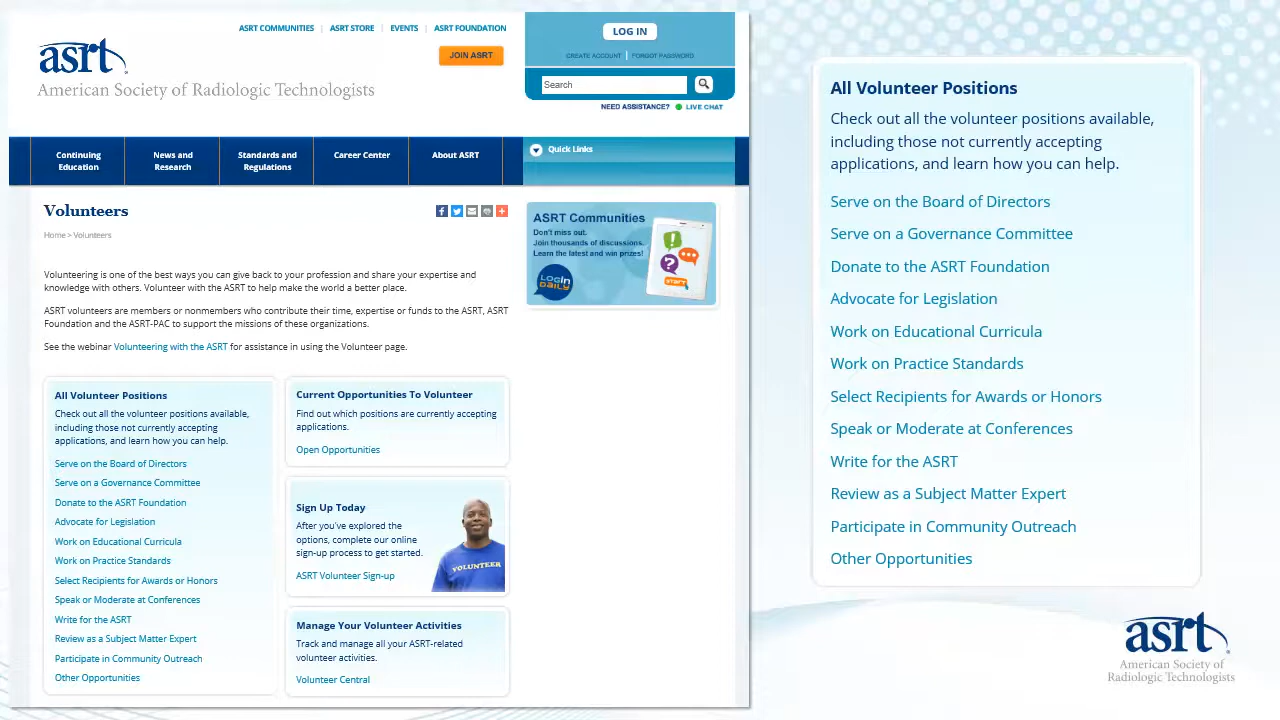 ASRT COMMUNITIES | ASRT STORE | EVENTS | ASRT FOUNDATION
LOG IN
JOIN ASRT
CREATE ACCOUNT | FORGOT PASSWORD
asrt
American Society of Radiologic Technologists
Search
NEED ASSISTANCE? LIVE CHAT
Continuing
Education
News and
Research
Standards and
Regulations
Career Center
About ASRT
Quick Links
Volunteers
Home > Volunteers
ASRT Communities
Don't miss out.
Join thousands of discussions.
Learn the latest and win prizes!
LOGIN
DAILY
START
Volunteering is one of the best ways you can give back to your profession and share your expertise and
knowledge with others. Volunteer with the ASRT to help make the world a better place.
ASRT volunteers are members or nonmembers who contribute their time, expertise or funds to the ASRT, ASRT
Foundation and the ASRT-PAC to support the missions of these organizations.
See the webinar Volunteering with the ASRT for assistance in using the Volunteer page.
All Volunteer Positions
Check out all the volunteer positions available,
including those not currently accepting
applications, and learn how you can help.
Serve on the Board of Directors
Serve on a Governance Committee
Donate to the ASRT Foundation
Advocate for Legislation
Work on Educational Curricula
Work on Practice Standards
Select Recipients for Awards or Honors
Speak or Moderate at Conferences
Write for the ASRT
Review as a Subject Matter Expert
Participate in Community Outreach
Other Opportunities
Current Opportunities To Volunteer
Find out which positions are currently accepting
applications.
Open Opportunities
Sign Up Today
After you've explored the
options, complete our online
sign-up process to get started.
ASRT Volunteer Sign-up
VOLUNTEER
Manage Your Volunteer Activities
Track and manage all your ASRT-related
volunteer activities.
Volunteer Central
All Volunteer Positions
Check out all the volunteer positions available,
including those not currently accepting
applications, and learn how you can help.
Serve on the Board of Directors
Serve on a Governance Committee
Donate to the ASRT Foundation
Advocate for Legislation
Work on Educational Curricula
Work on Practice Standards
Select Recipients for Awards or Honors
Speak or Moderate at Conferences
Write for the ASRT
Review as a Subject Matter Expert
Participate in Community Outreach
Other Opportunities
asrt
American Society of
Radiologic Technologists